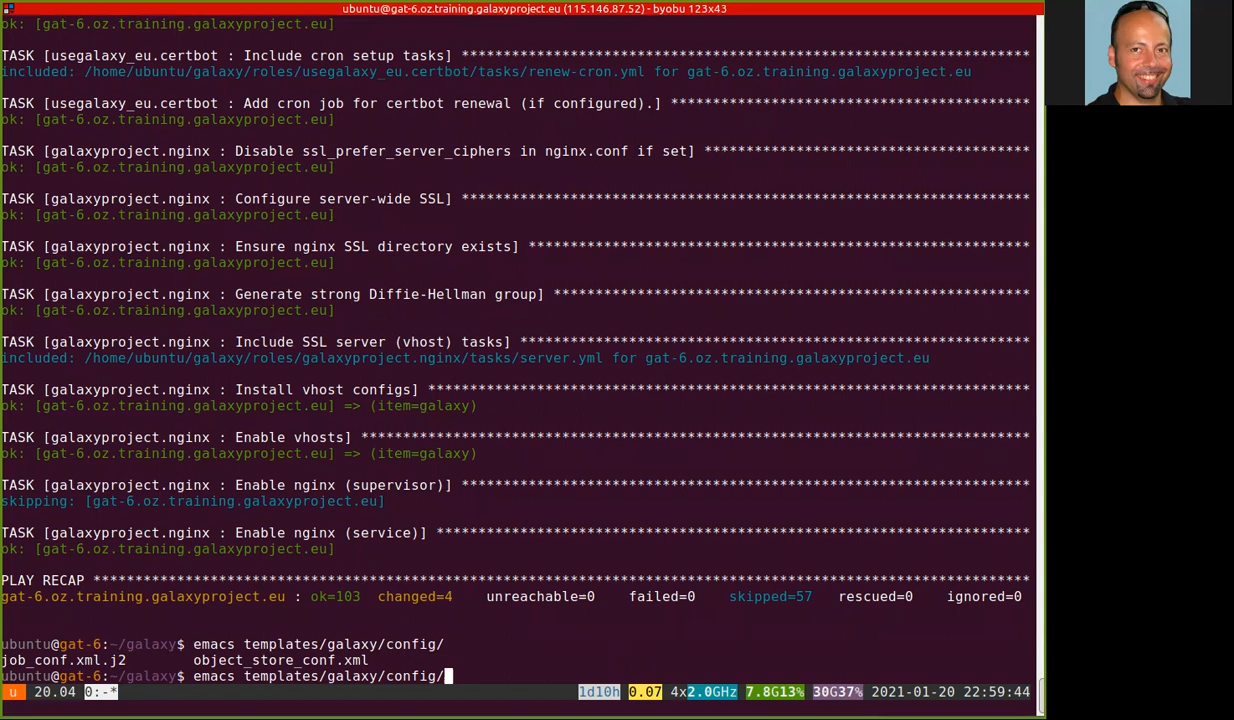 ubuntu@gat-6.oz.training.galaxyproject.eu (115.146.87.52) - byobu 123x43
ok: [gat-6.oz.training.galaxyproject.eu]
TASK [usegalaxy_eu.certbot : Include cron setup tasks] ********************************************************************
included: /home/ubuntu/galaxy/roles/usegalaxy_eu.certbot/tasks/renew-cron.yml for gat-6.oz.training.galaxyproject.eu
TASK [usegalaxy_eu.certbot : Add cron job for certbot renewal (if configured).] *******************************************
ok: [gat-6.oz.training.galaxyproject.eu]
TASK [galaxyproject.nginx : Disable ssl_prefer_server_ciphers in nginx.conf if set] ***************************************
ok: [gat-6.oz.training.galaxyproject.eu]
TASK [galaxyproject.nginx : Configure server-wide SSL] ********************************************************************
ok: [gat-6.oz.training.galaxyproject.eu]
TASK [galaxyproject.nginx : Ensure nginx SSL directory exists] ************************************************************
ok: [gat-6.oz.training.galaxyproject.eu]
TASK [galaxyproject.nginx : Generate strong Diffie-Hellman group] *********************************************************
ok: [gat-6.oz.training.galaxyproject.eu]
TASK [galaxyproject.nginx : Include SSL server (vhost) tasks] *************************************************************
included: /home/ubuntu/galaxy/roles/galaxyproject.nginx/tasks/server.yml for gat-6.oz.training.galaxyproject.eu
TASK [galaxyproject.nginx : Install vhost configs] ************************************************************************
ok: [gat-6.oz.training.galaxyproject.eu] => (item=galaxy)
TASK [galaxyproject.nginx : Enable vhosts] ********************************************************************************
ok: [gat-6.oz.training.galaxyproject.eu] => (item=galaxy)
TASK [galaxyproject.nginx : Enable nginx (supervisor)] ********************************************************************
skipping: [gat-6.oz.training.galaxyproject.eu]
TASK [galaxyproject.nginx : Enable nginx (service)] ***********************************************************************
ok: [gat-6.oz.training.galaxyproject.eu]
PLAY RECAP ****************************************************************************************************************
gat-6.oz.training.galaxyproject.eu : ok=103  changed=4    unreachable=0    failed=0    skipped=57   rescued=0    ignored=0
ubuntu@gat-6:~/galaxy$ emacs templates/galaxy/config/
job_conf.xml.j2        object_store_conf.xml
ubuntu@gat-6:~/galaxy$ emacs templates/galaxy/config/
u 20.04 0:-* 1d10h 0.07 4x2.0GHz 7.8G13% 30G37% 2021-01-20 22:59:44